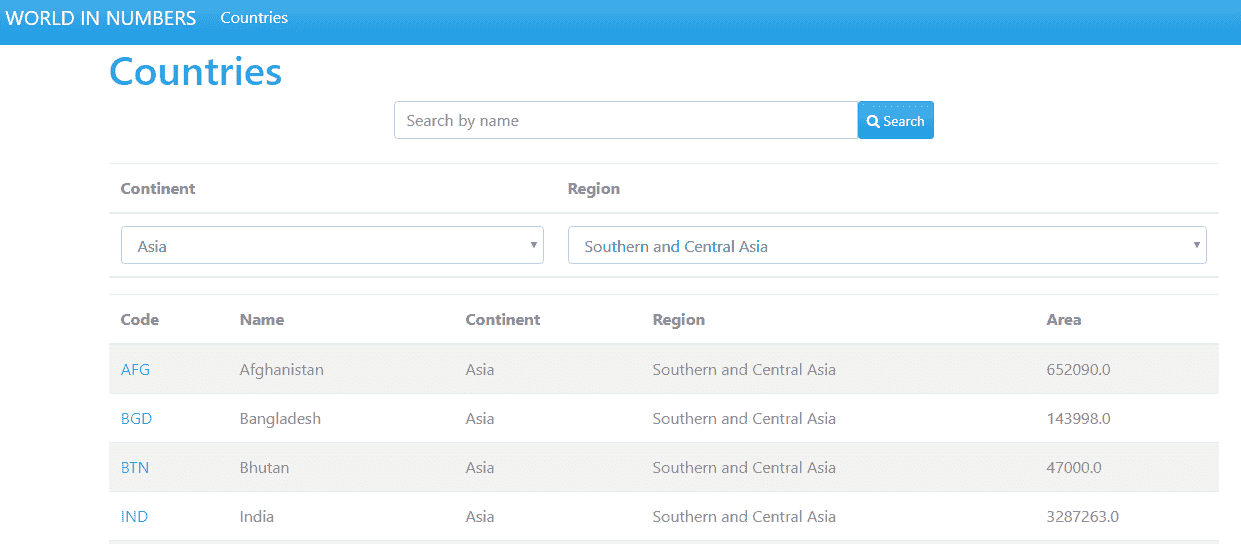 WORLD IN NUMBERS Countries
Countries
Search by name Search
Continent Region
Asia Southern and Central Asia
Code Name Continent Region Area
AFG Afghanistan Asia Southern and Central Asia 652090.0
BGD Bangladesh Asia Southern and Central Asia 143998.0
BTN Bhutan Asia Southern and Central Asia 47000.0
IND India Asia Southern and Central Asia 3287263.0